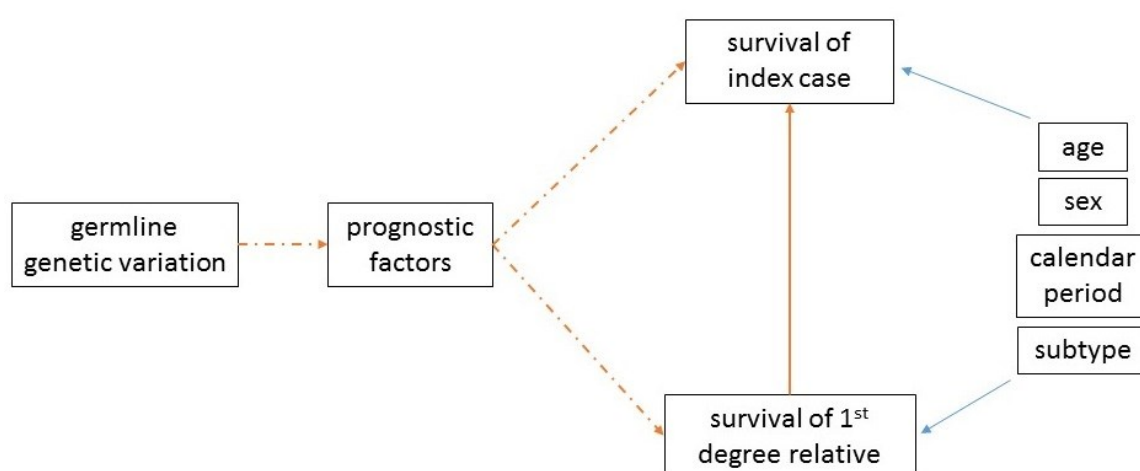 survival of
index case
age
sex
germline
genetic variation
prognostic
factors
calendar
period
subtype
survival of 1st
degree relative